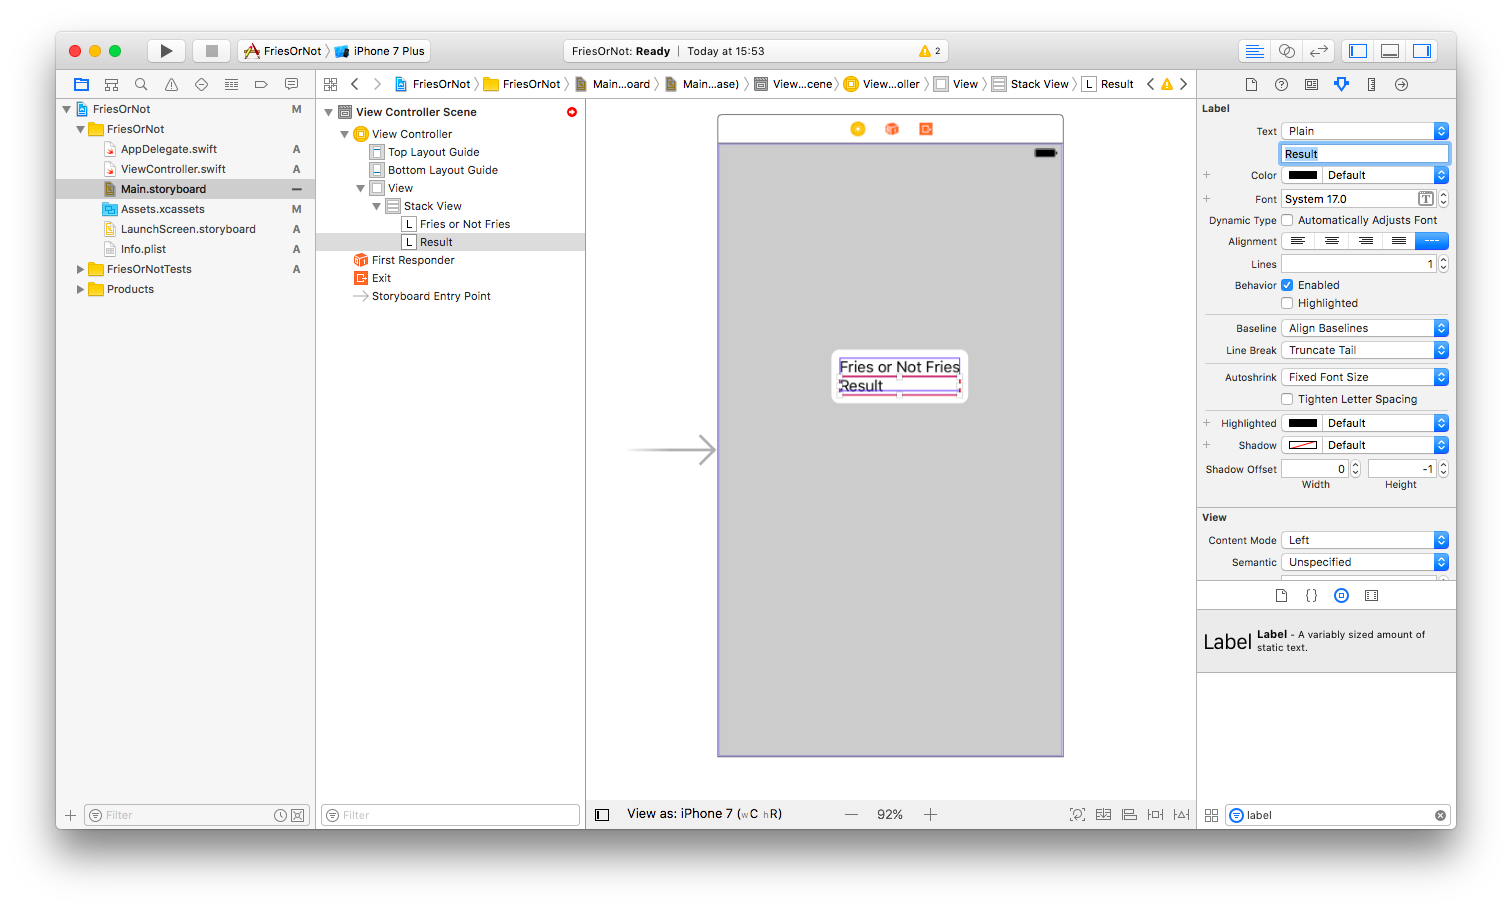 FriesOrNot
iPhone 7 Plus
FriesOrNot: Ready | Today at 15:53
2
FriesOrNot
FriesOrNot
Main...oard
Main...ase)
View...cene
View...oller
View
Stack View
L Result
FriesOrNot M
FriesOrNot
AppDelegate.swift A
ViewController.swift A
Main.storyboard
Assets.xcassets M
LaunchScreen.storyboard A
Info.plist A
FriesOrNotTests A
Products
Filter
View Controller Scene
View Controller
Top Layout Guide
Bottom Layout Guide
View
Stack View
L Fries or Not Fries
L Result
First Responder
Exit
Storyboard Entry Point
Filter
Fries or Not Fries
Result
View as: iPhone 7 (wC hR)
92%
Label
Text Plain
Result
Color Default
Font System 17.0 T
Dynamic Type Automatically Adjusts Font
Alignment
Lines 1
Behavior Enabled
Highlighted
Baseline Align Baselines
Line Break Truncate Tail
Autoshrink Fixed Font Size
Tighten Letter Spacing
Highlighted Default
Shadow Default
Shadow Offset 0 -1
Width Height
View
Content Mode Left
Semantic Unspecified
{ }
Label Label - A variably sized amount of
static text.
label